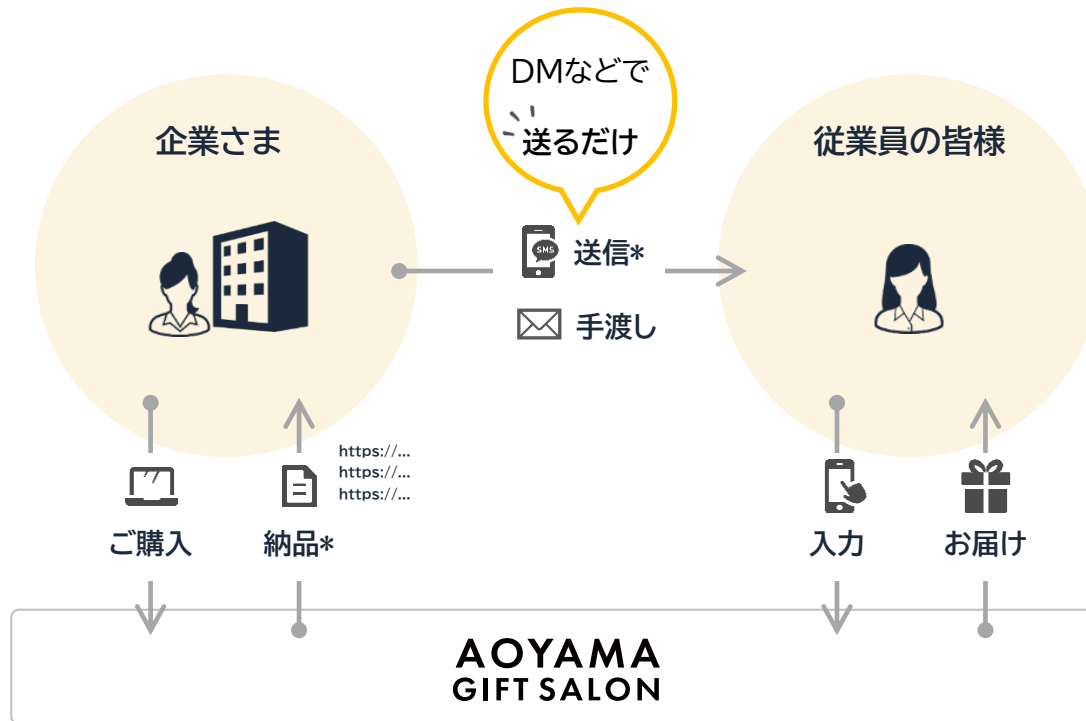 DMなどで
送るだけ
企業さま
従業員の皆様
SMS
送信*
手渡し
https://...
https://...
https://...
ご購入
納品*
入力
お届け
AOYAMA
GIFT SALON